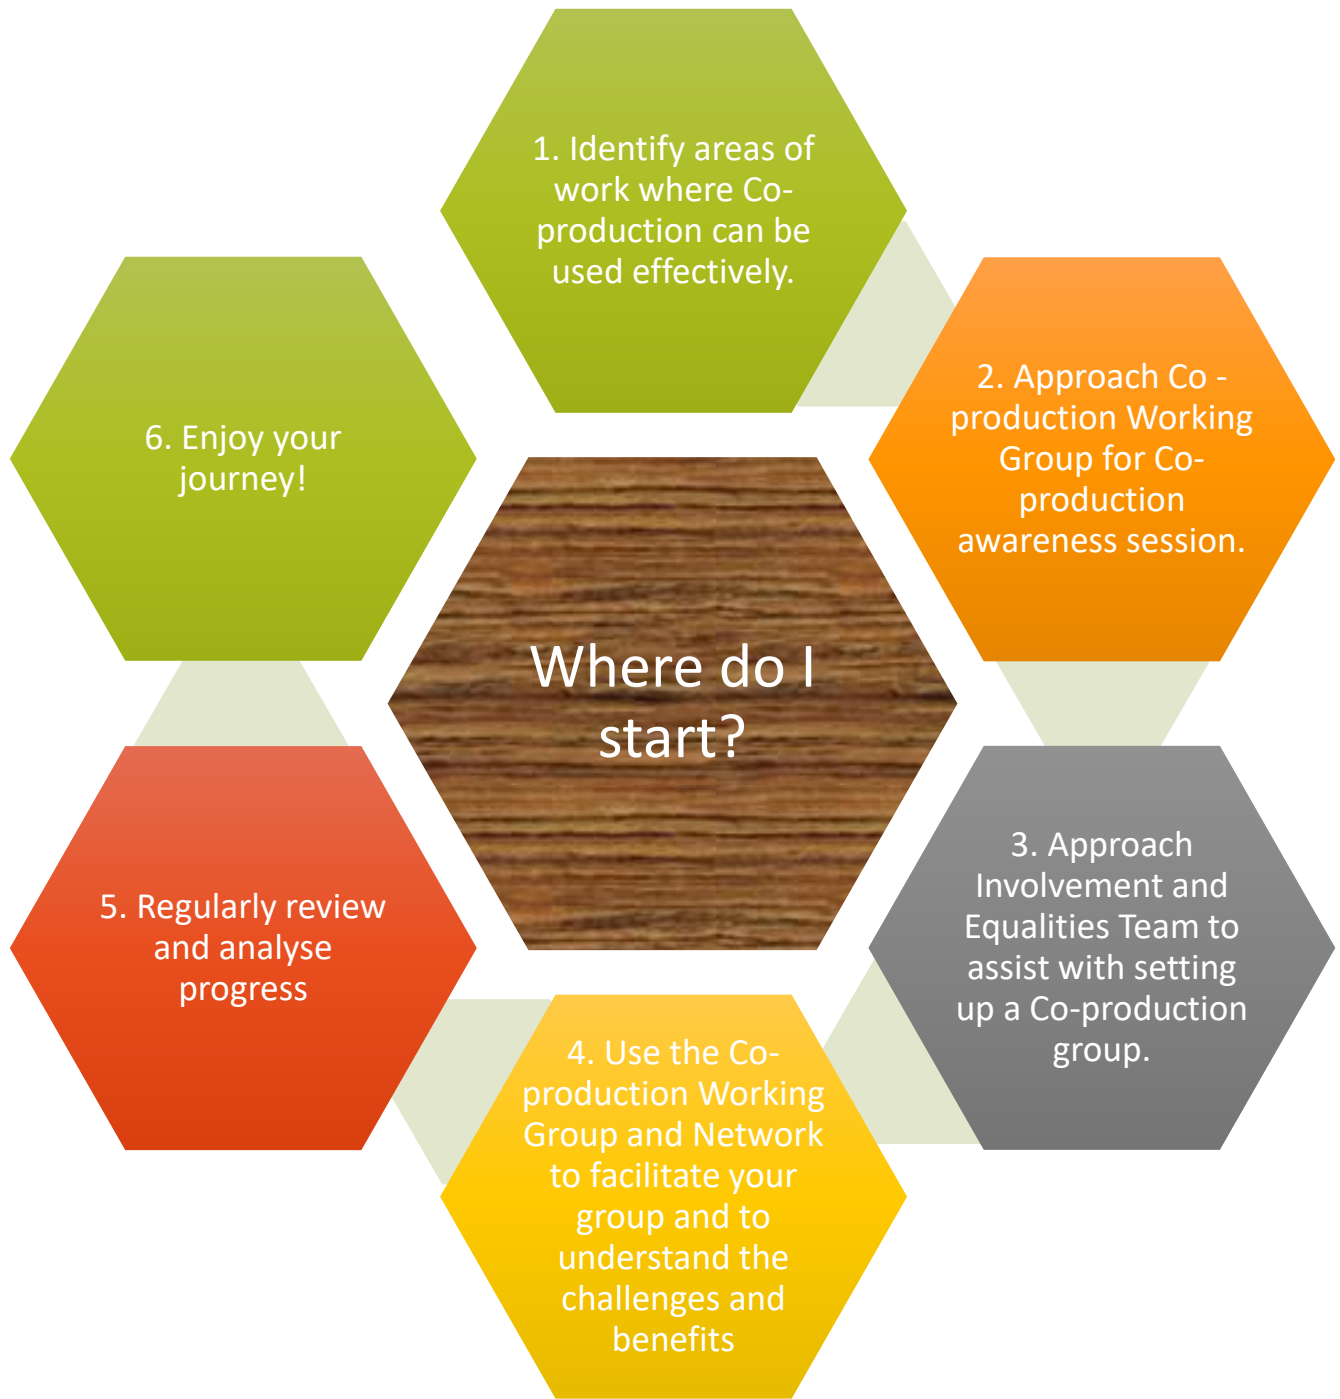 Where do I
start?
1. Identify areas of
work where Co-
production can be
used effectively.
2. Approach Co -
production Working
Group for Co-
production
awareness session.
3. Approach
Involvement and
Equalities Team to
assist with setting
up a Co-production
group.
4. Use the Co-
production Working
Group and Network
to facilitate your
group and to
understand the
challenges and
benefits
5. Regularly review
and analyse
progress
6. Enjoy your
journey!